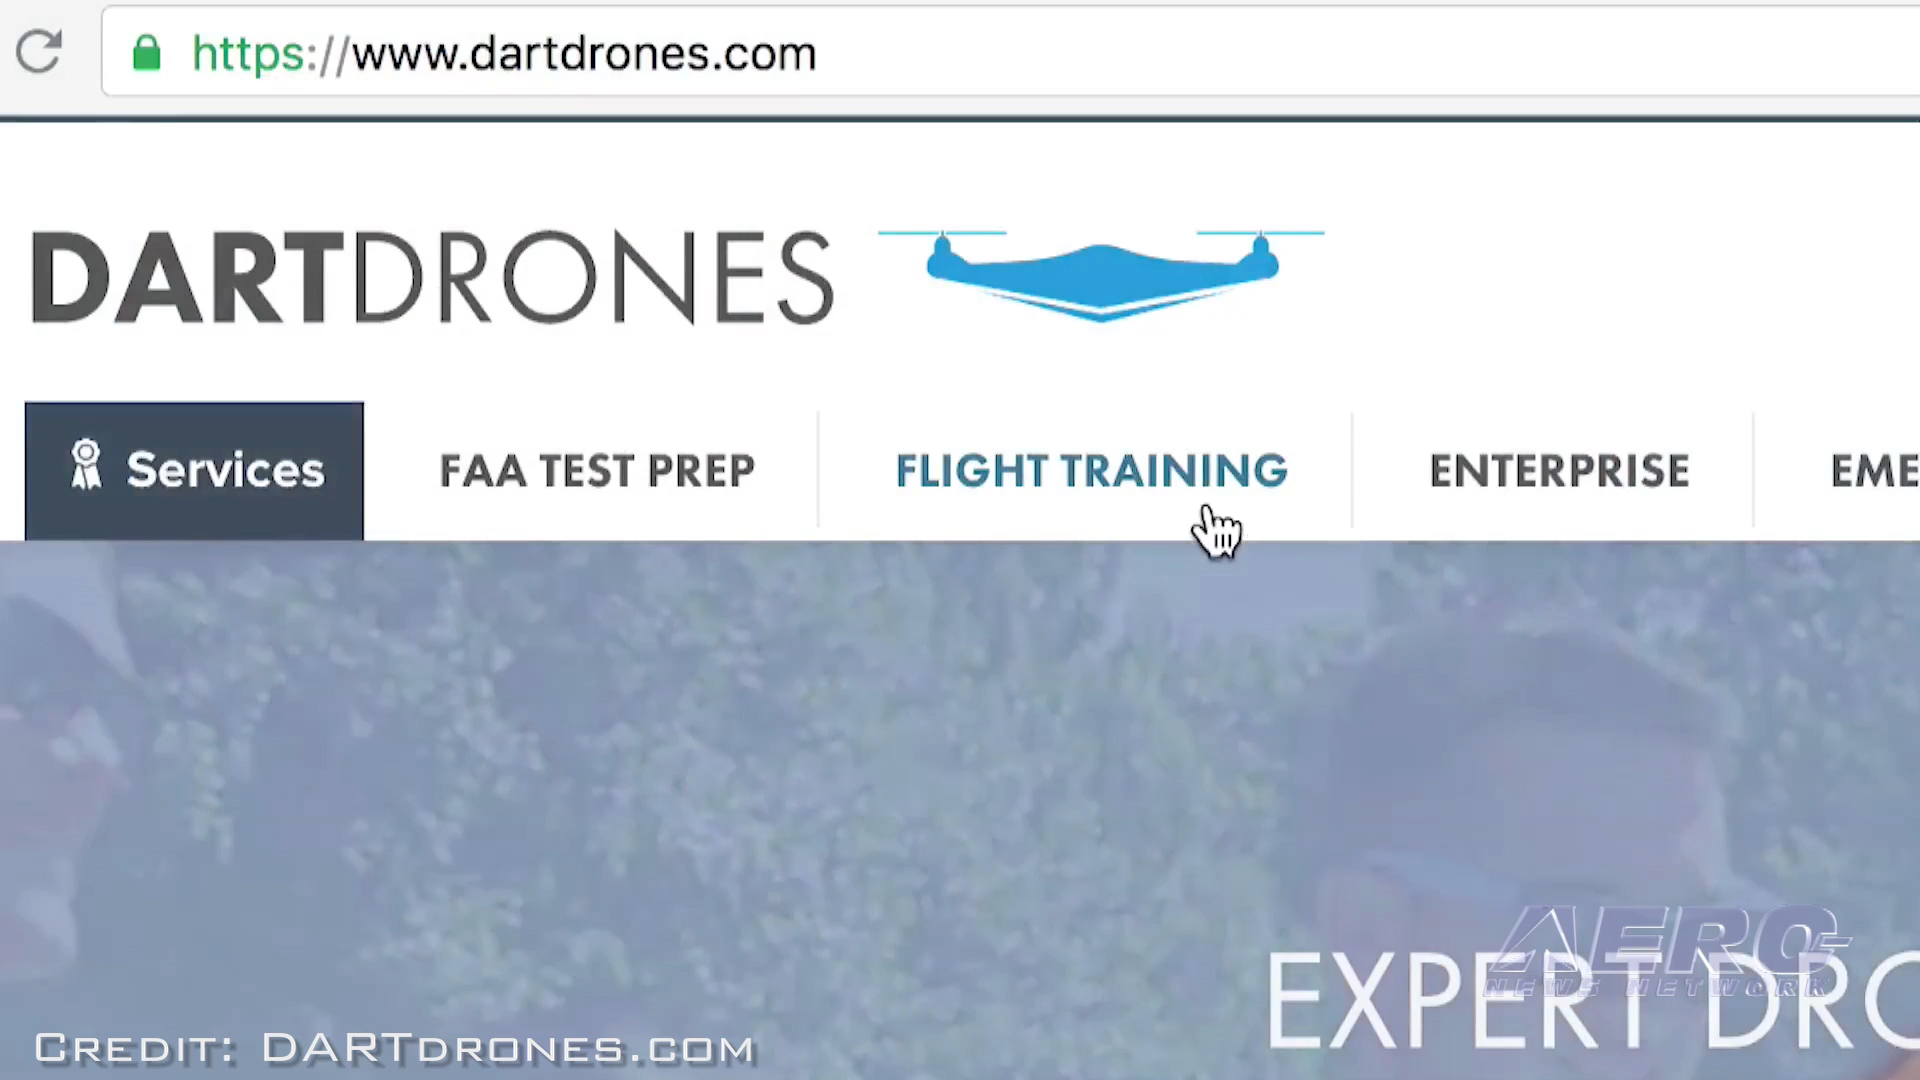 https://www.dartdrones.com
DARTDRONES
Services
FAA TEST PREP
FLIGHT TRAINING
ENTERPRISE
EME
AERO
NEWS NETWORK
EXPERT DRO
CREDIT: DARTDRONES.COM